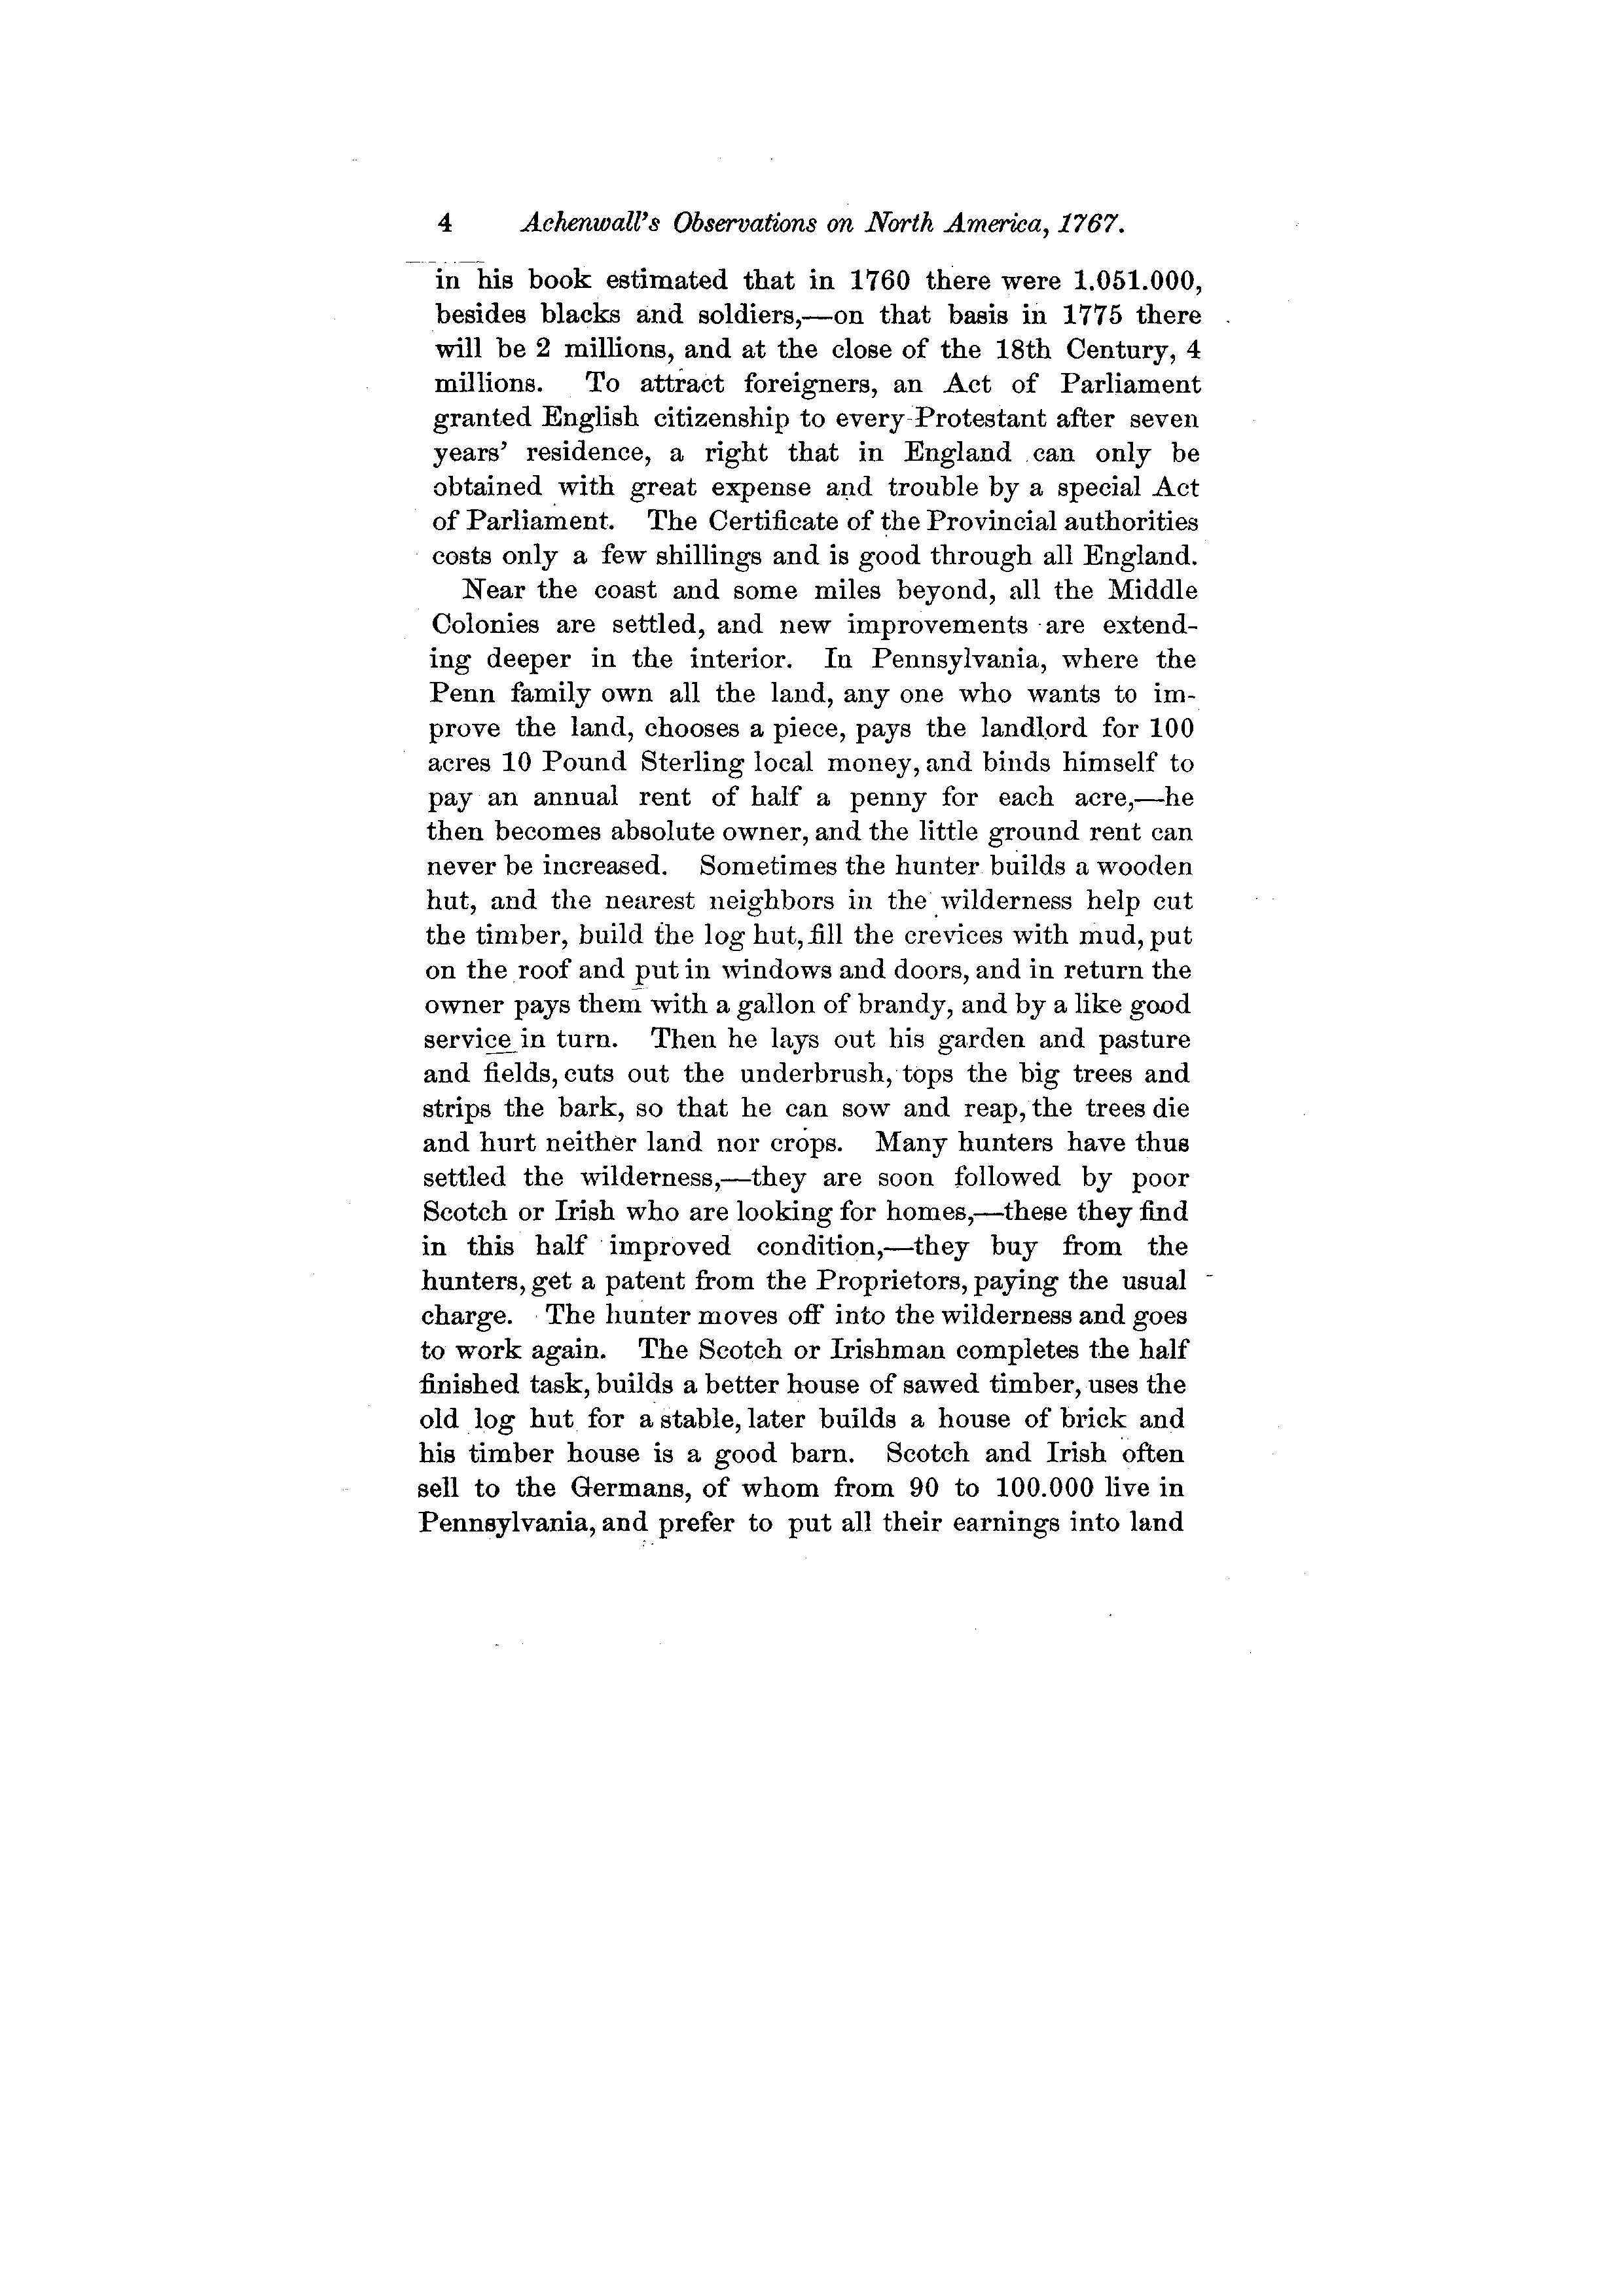 4 Achenwall's Observations on North America, 1767.
in his book estimated that in 1760 there were 1.051.000,
besides blacks and soldiers,—on that basis in 1775 there
will be 2 millions, and at the close of the 18th Century, 4
millions. To attract foreigners, an Act of Parliament
granted English citizenship to every Protestant after seven
years' residence, a right that in England can only be
obtained with great expense and trouble by a special Act
of Parliament. The Certificate of the Provincial authorities
costs only a few shillings and is good through all England.
Near the coast and some miles beyond, all the Middle
Colonies are settled, and new improvements are extend-
ing deeper in the interior. In Pennsylvania, where the
Penn family own all the land, any one who wants to im-
prove the land, chooses a piece, pays the landlord for 100
acres 10 Pound Sterling local money, and binds himself to
pay an annual rent of half a penny for each acre,—he
then becomes absolute owner, and the little ground rent can
never be increased. Sometimes the hunter builds a wooden
hut, and the nearest neighbors in the wilderness help cut
the timber, build the log hut, fill the crevices with mud, put
on the roof and put in windows and doors, and in return the
owner pays them with a gallon of brandy, and by a like good
service in turn. Then he lays out his garden and pasture
and fields, cuts out the underbrush, tops the big trees and
strips the bark, so that he can sow and reap, the trees die
and hurt neither land nor crops. Many hunters have thus
settled the wilderness,—they are soon followed by poor
Scotch or Irish who are looking for homes,—these they find
in this half improved condition,—they buy from the
hunters, get a patent from the Proprietors, paying the usual
charge. The hunter moves off into the wilderness and goes
to work again. The Scotch or Irishman completes the half
finished task, builds a better house of sawed timber, uses the
old log hut for a stable, later builds a house of brick and
his timber house is a good barn. Scotch and Irish often
sell to the Germans, of whom from 90 to 100.000 live in
Pennsylvania, and prefer to put all their earnings into land